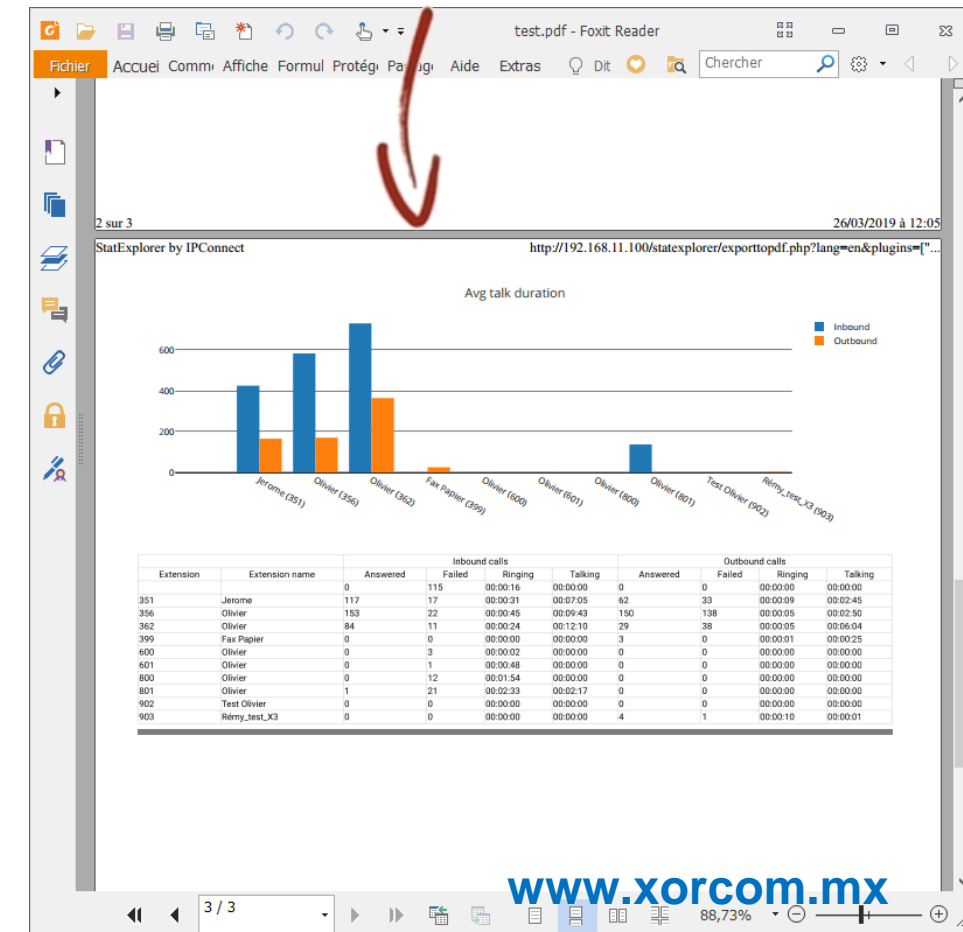 test.pdf - Foxit Reader
Fichier Accuei Comm Affiche Formul Protég Aide Extras Dit Chercher
2 sur 3 26/03/2019 à 12:05
StatExplorer by IPConnect http://192.168.11.100/statexplorer/exporttopdf.php?lang=en&plugins=["...
Avg talk duration
Inbound
Outbound
600
400
200
0
Jerome (351) Olivier (356) Olivier (362) Fax Papier (399) Olivier (600) Olivier (601) Olivier (800) Olivier (801) Test Olivier (902) Rémy_test_X3 (903)
Inbound calls Outbound calls
Extension Extension name Answered Failed Ringing Talking Answered Failed Ringing Talking
0 115 00:00:16 00:00:00 0 0 00:00:00 00:00:00
351 Jerome 117 17 00:00:31 00:07:05 62 33 00:00:09 00:02:45
356 Olivier 153 22 00:00:45 00:09:43 150 138 00:00:05 00:02:50
362 Olivier 84 11 00:00:24 00:12:10 29 38 00:00:05 00:06:04
399 Fax Papier 0 0 00:00:00 00:00:00 3 0 00:00:01 00:00:25
600 Olivier 0 3 00:00:02 00:00:00 0 0 00:00:00 00:00:00
601 Olivier 0 1 00:00:48 00:00:00 0 0 00:00:00 00:00:00
800 Olivier 0 12 00:01:54 00:00:00 0 0 00:00:00 00:00:00
801 Olivier 1 21 00:02:33 00:02:17 0 0 00:00:00 00:00:00
902 Test Olivier 0 0 00:00:00 00:00:00 0 0 00:00:00 00:00:00
903 Rémy_test_X3 0 0 00:00:00 00:00:00 4 1 00:00:10 00:00:01
www.xorcom.mx
3 / 3 88,73%